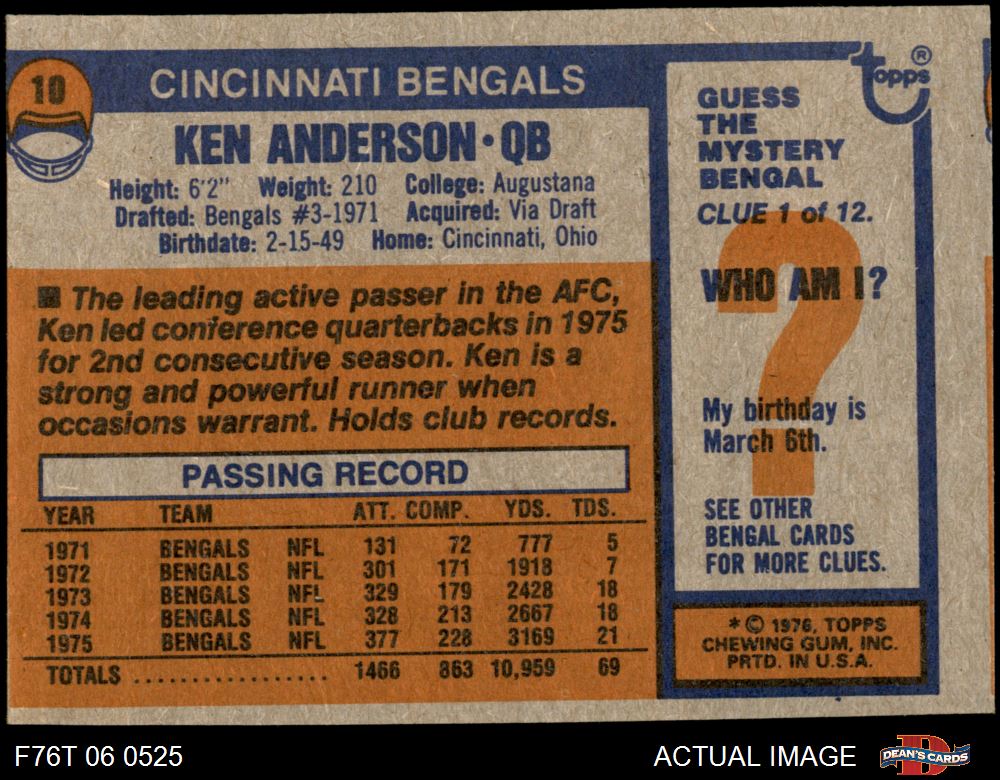 10
CINCINNATI BENGALS
KEN ANDERSON • QB
Height: 6'2" Weight: 210 College: Augustana
Drafted: Bengals #3-1971 Acquired: Via Draft
Birthdate: 2-15-49 Home: Cincinnati, Ohio
■ The leading active passer in the AFC,
Ken led conference quarterbacks in 1975
for 2nd consecutive season. Ken is a
strong and powerful runner when
occasions warrant. Holds club records.
PASSING RECORD
YEAR TEAM ATT. COMP. YDS. TDS.
1971 BENGALS NFL 131 72 777 5
1972 BENGALS NFL 301 171 1918 7
1973 BENGALS NFL 329 179 2428 18
1974 BENGALS NFL 328 213 2667 18
1975 BENGALS NFL 377 228 3169 21
TOTALS ................. 1466 863 10,959 69
topps ®
GUESS
THE
MYSTERY
BENGAL
CLUE 1 of 12.
?
WHO AM I?
My birthday is
March 6th.
SEE OTHER
BENGAL CARDS
FOR MORE CLUES.
* © 1976, TOPPS
CHEWING GUM, INC.
PRTD. IN U.S.A.
F76T 06 0525
ACTUAL IMAGE
DEAN'S CARDS